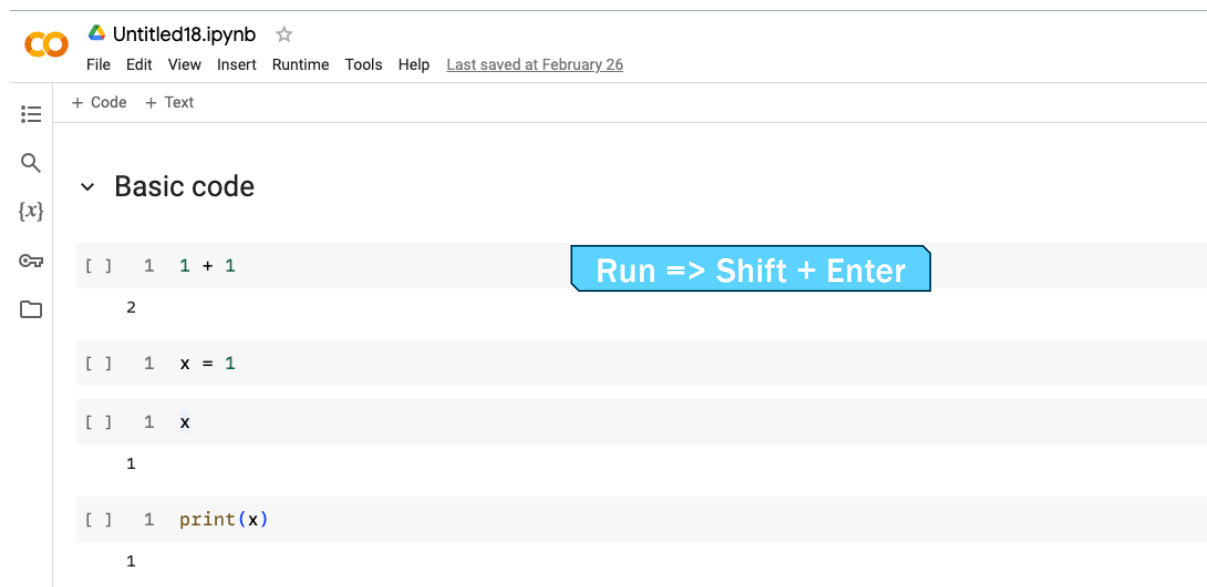 Untitled18.ipynb
File Edit View Insert Runtime Tools Help Last saved at February 26
+ Code + Text
Basic code
{x}
[ ] 1 1 + 1
Run => Shift + Enter
2
[ ] 1 x = 1
[ ] 1 x
1
[ ] 1 print(x)
1